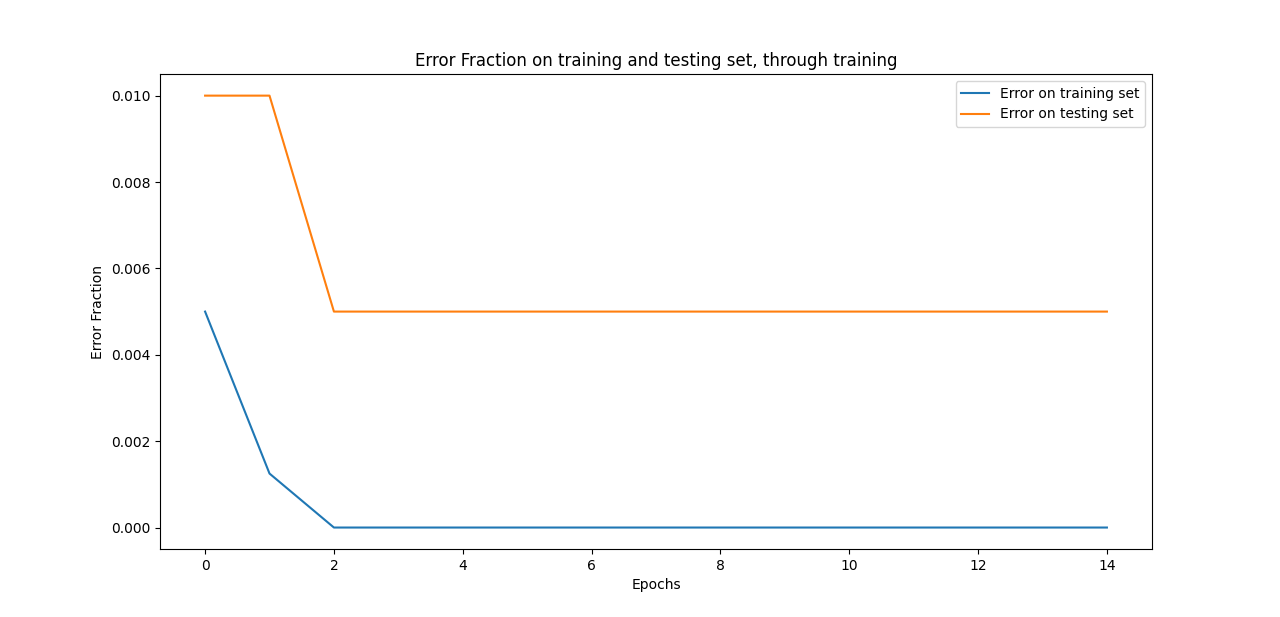 Error Fraction on training and testing set, through training
Error on training set
Error on testing set
Error Fraction
0.010
0.008
0.006
0.004
0.002
0.000
0 2 4 6 8 10 12 14
Epochs